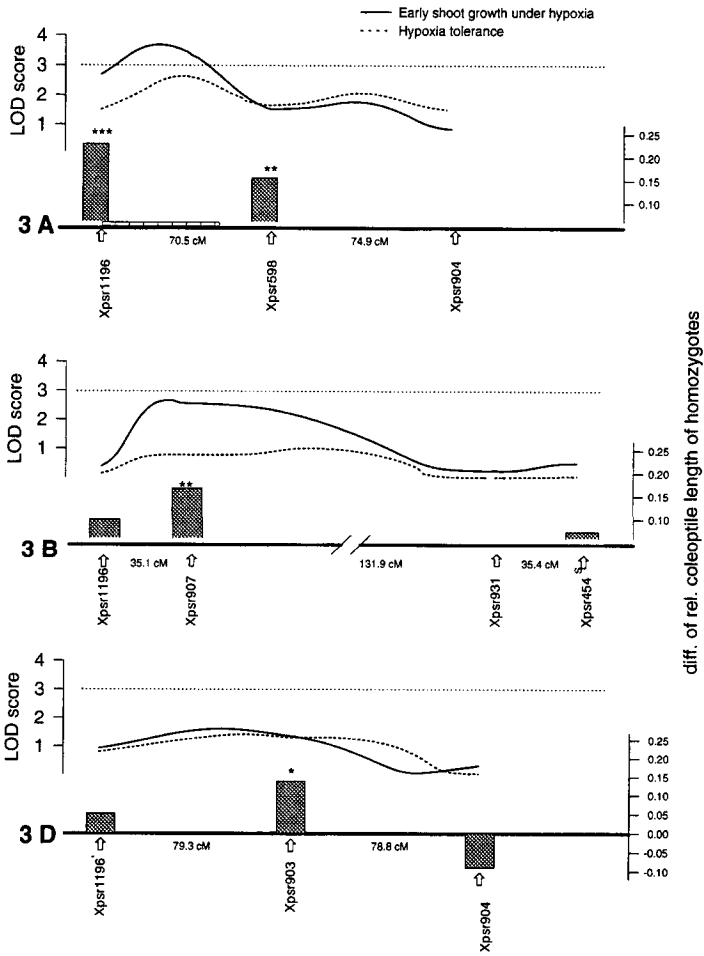 Early shoot growth under hypoxia
Hypoxia tolerance
LOD score
4
3
2
1
***
**
0.25
0.20
0.15
0.10
3 A
70.5 cM
74.9 cM
Xpsr1196
Xpsr598
Xpsr904
LOD score
4
3
2
1
**
0.25
0.20
0.15
0.10
3 B
35.1 cM
131.9 cM
35.4 cM
Xpsr1196
Xpsr907
Xpsr931
Xpsr454
diff. of rel. coleoptile length of homozygotes
LOD score
4
3
2
1
*
0.25
0.20
0.15
0.10
0.05
0.00
-0.05
-0.10
3 D
79.3 cM
78.8 cM
Xpsr1196'
Xpsr903
Xpsr904